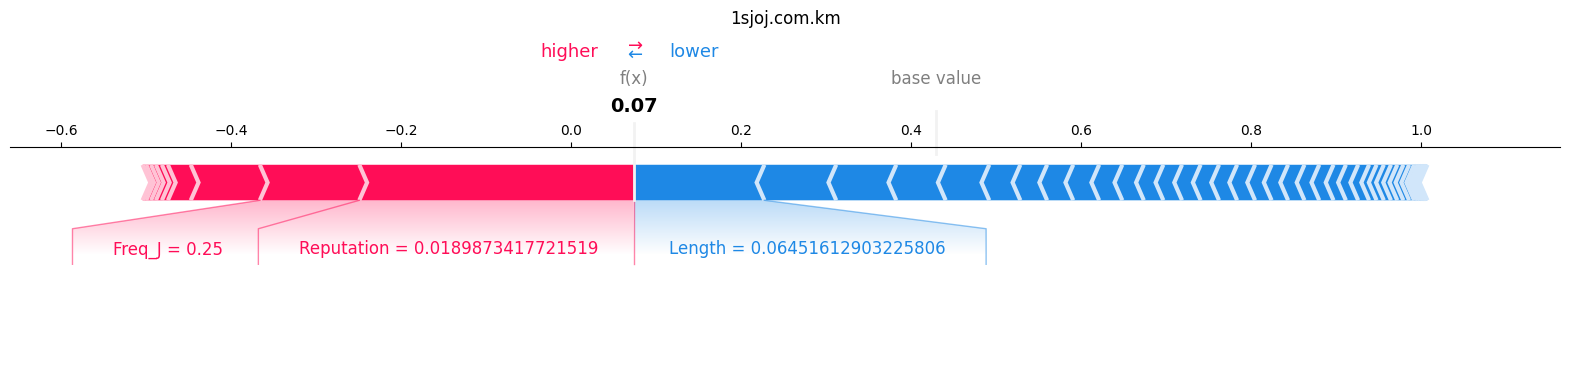 1sjoj.com.km
higher ⇄ lower
f(x) base value
0.07
−0.6 −0.4 −0.2 0.0 0.2 0.4 0.6 0.8 1.0
Freq_J = 0.25 Reputation = 0.0189873417721519 Length = 0.06451612903225806